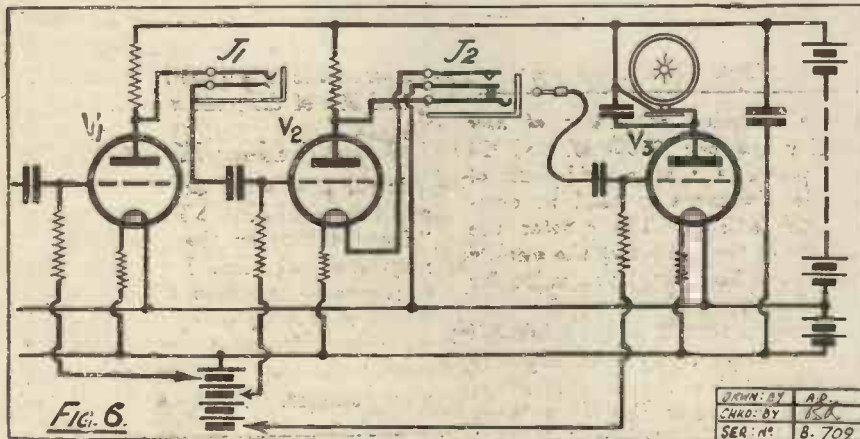 J1
J2
V1
V2
V3
FIG. 6.
DRWN: BY A.P.
CHKD: BY
SER: Nº B. 709